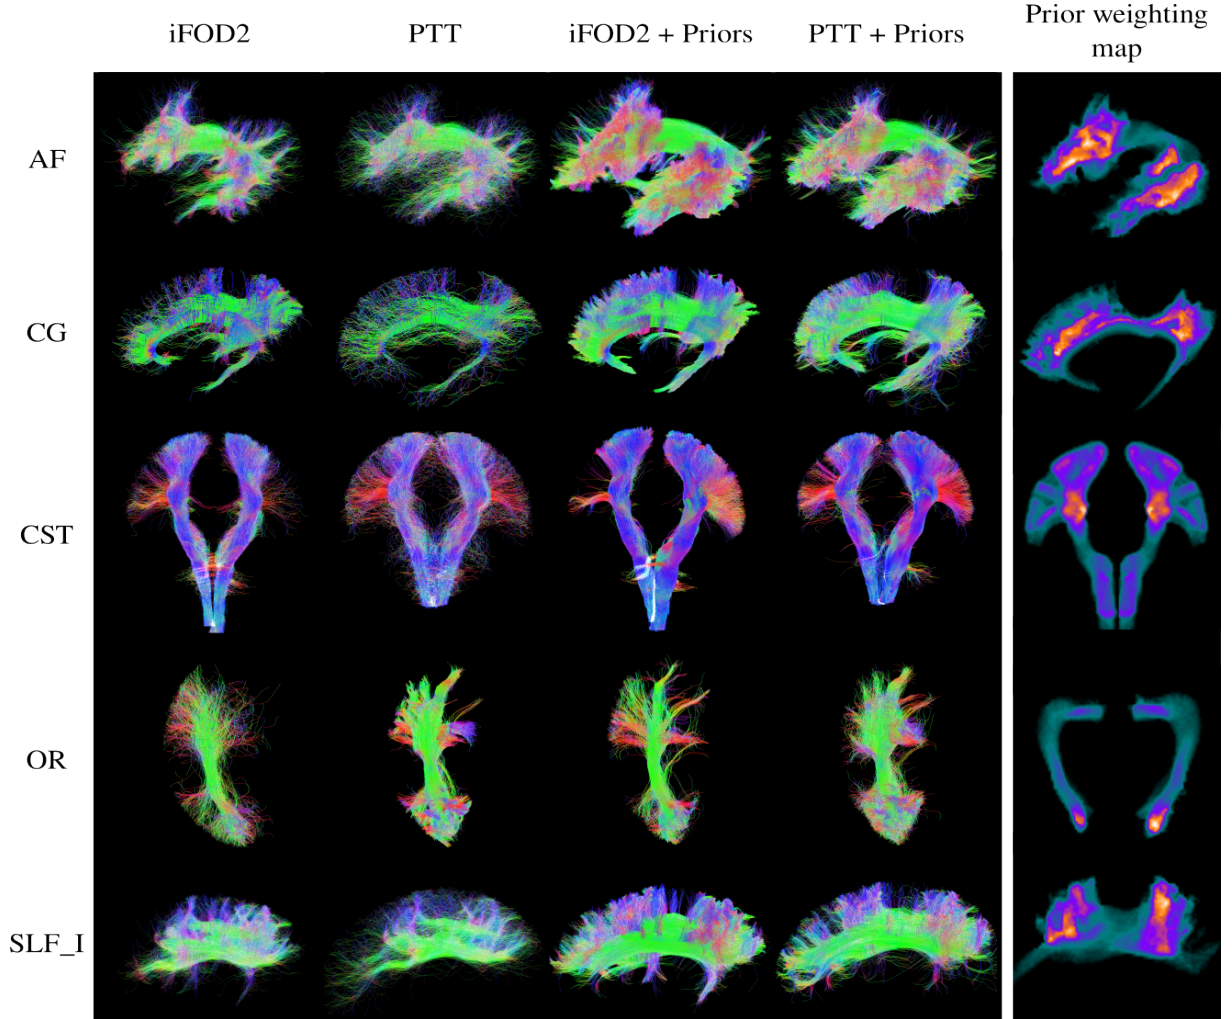 iFOD2
PTT
iFOD2 + Priors
PTT + Priors
Prior weighting
map
AF
CG
CST
OR
SLF_I